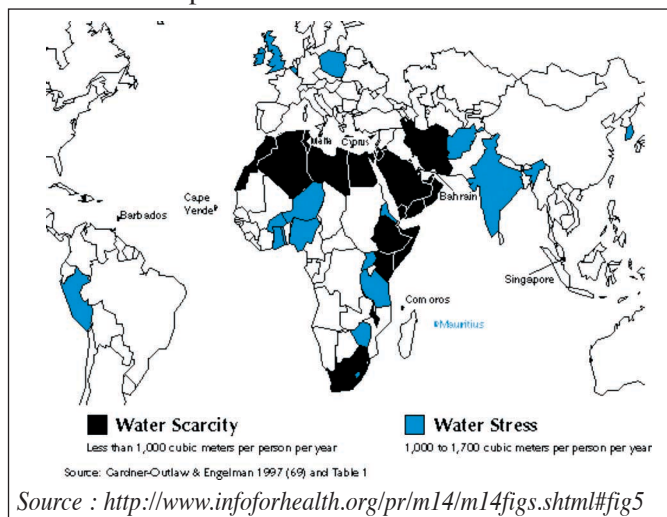 Malta
Cyprus
Bahrain
Cape
Verde
Barbados
Singapore
Comoros
Mauritius
Water Scarcity
Less than 1,000 cubic meters per person per year
Water Stress
1,000 to 1,700 cubic meters per person per year
Source: Gardner-Outlaw & Engelman 1997 (69) and Table 1
Source : http://www.infoforhealth.org/pr/m14/m14figs.shtml#fig5